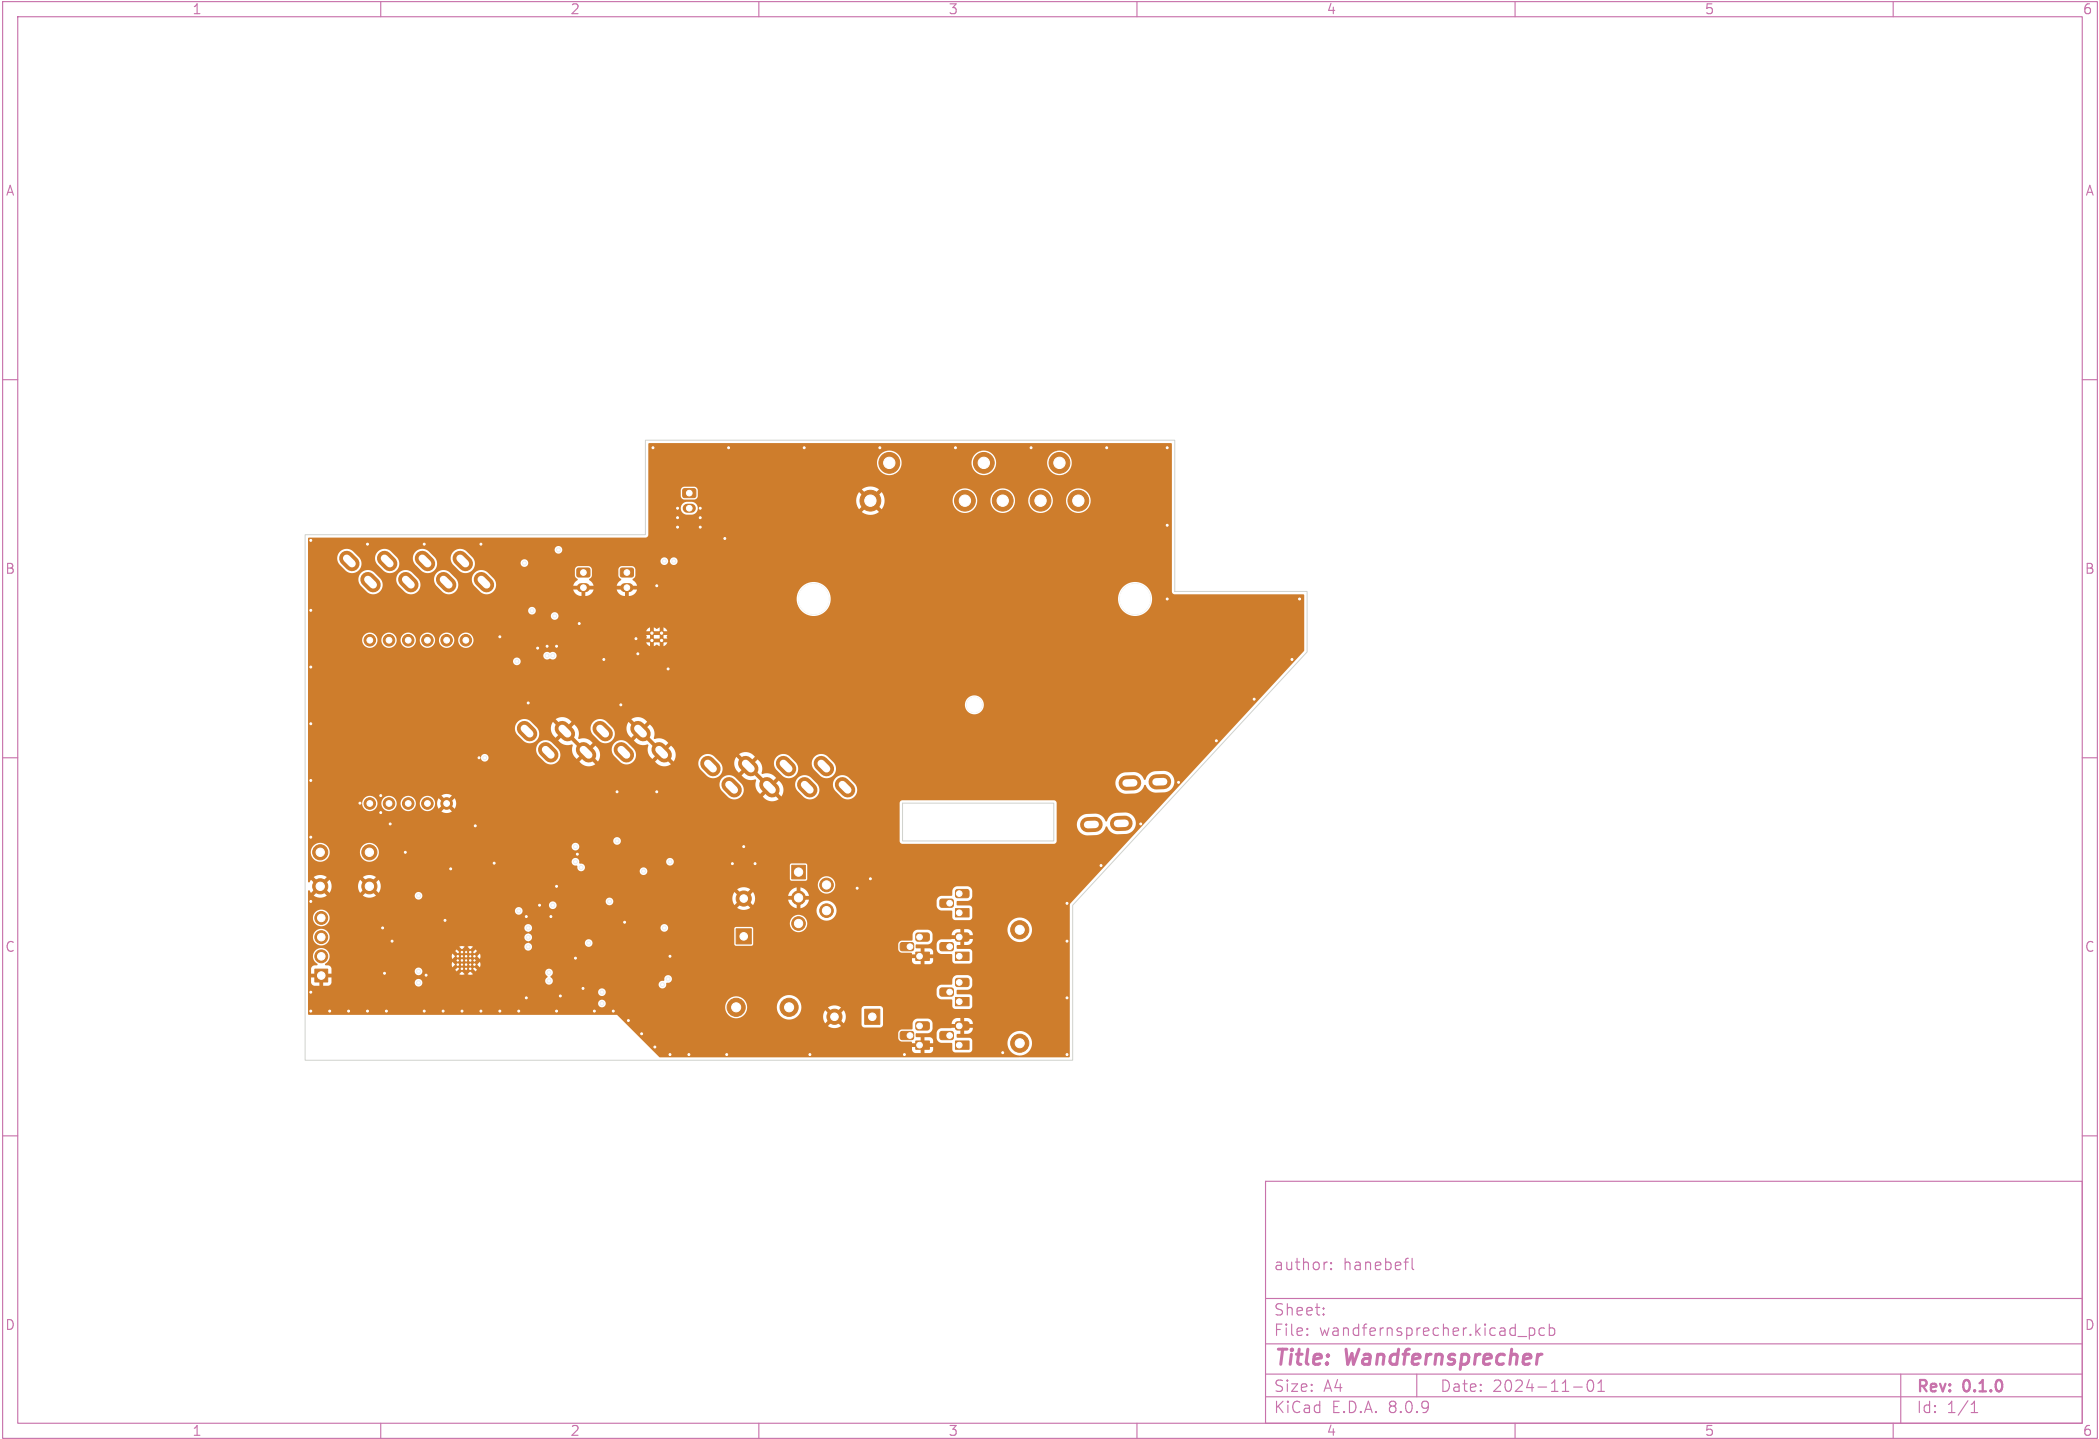 1 2 3 4 5 6
A A
B B
C C
D D
author: hanebefl
Sheet:
File: wandfernsprecher.kicad_pcb
Title: Wandfernsprecher
Size: A4 Date: 2024-11-01 Rev: 0.1.0
KiCad E.D.A. 8.0.9 Id: 1/1
1 2 3 4 5 6